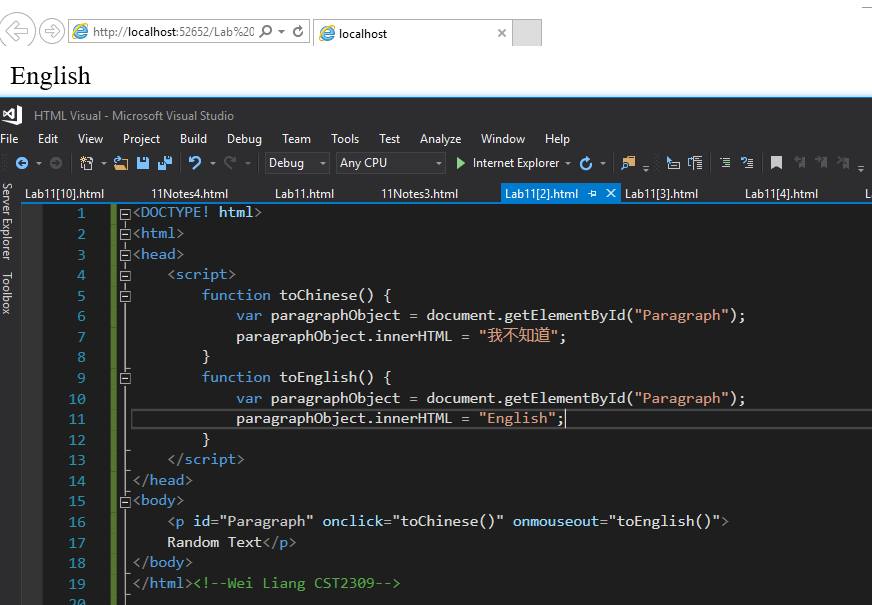 http://localhost:52652/Lab%20
localhost
English
HTML Visual - Microsoft Visual Studio
File Edit View Project Build Debug Team Tools Test Analyze Window Help
Debug Any CPU Internet Explorer
Server Explorer
Toolbox
Lab11[10].html 11Notes4.html Lab11.html 11Notes3.html Lab11[2].html Lab11[3].html Lab11[4].html
1 <DOCTYPE! html>
2 <html>
3 <head>
4 <script>
5 function toChinese() {
6 var paragraphObject = document.getElementById("Paragraph");
7 paragraphObject.innerHTML = "我不知道";
8 }
9 function toEnglish() {
10 var paragraphObject = document.getElementById("Paragraph");
11 paragraphObject.innerHTML = "English";
12 }
13 </script>
14 </head>
15 <body>
16 <p id="Paragraph" onclick="toChinese()" onmouseout="toEnglish()">
17 Random Text</p>
18 </body>
19 </html><!--Wei Liang CST2309-->
20